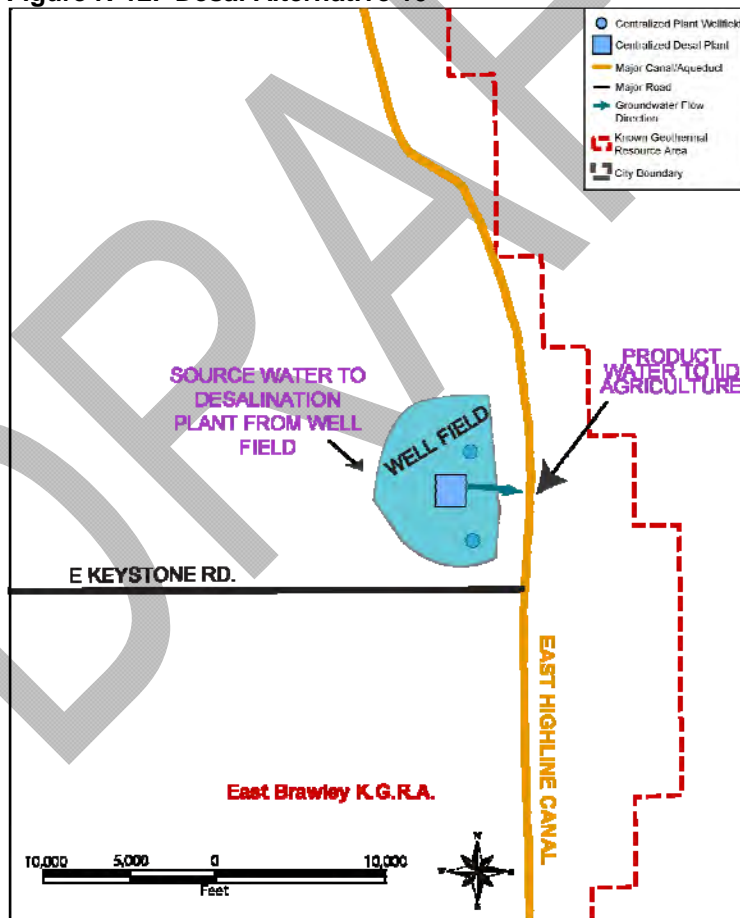 Centralized Plant Wellfield
Centralized Desal Plant
Major Canal/Aqueduct
Major Road
Groundwater Flow
Direction
Known Geothermal
Resource Area
City Boundary
DRAF
SOURCE WATER TO
DESALINATION
PLANT FROM WELL
FIELD
WELL FIELD
PRODUCT
WATER TO IID
AGRICULTURE
E KEYSTONE RD.
EAST HIGHLINE CANAL
East Brawley K.G.R.A.
10,000 5,000 0 10,000
Feet
N
E
S
W